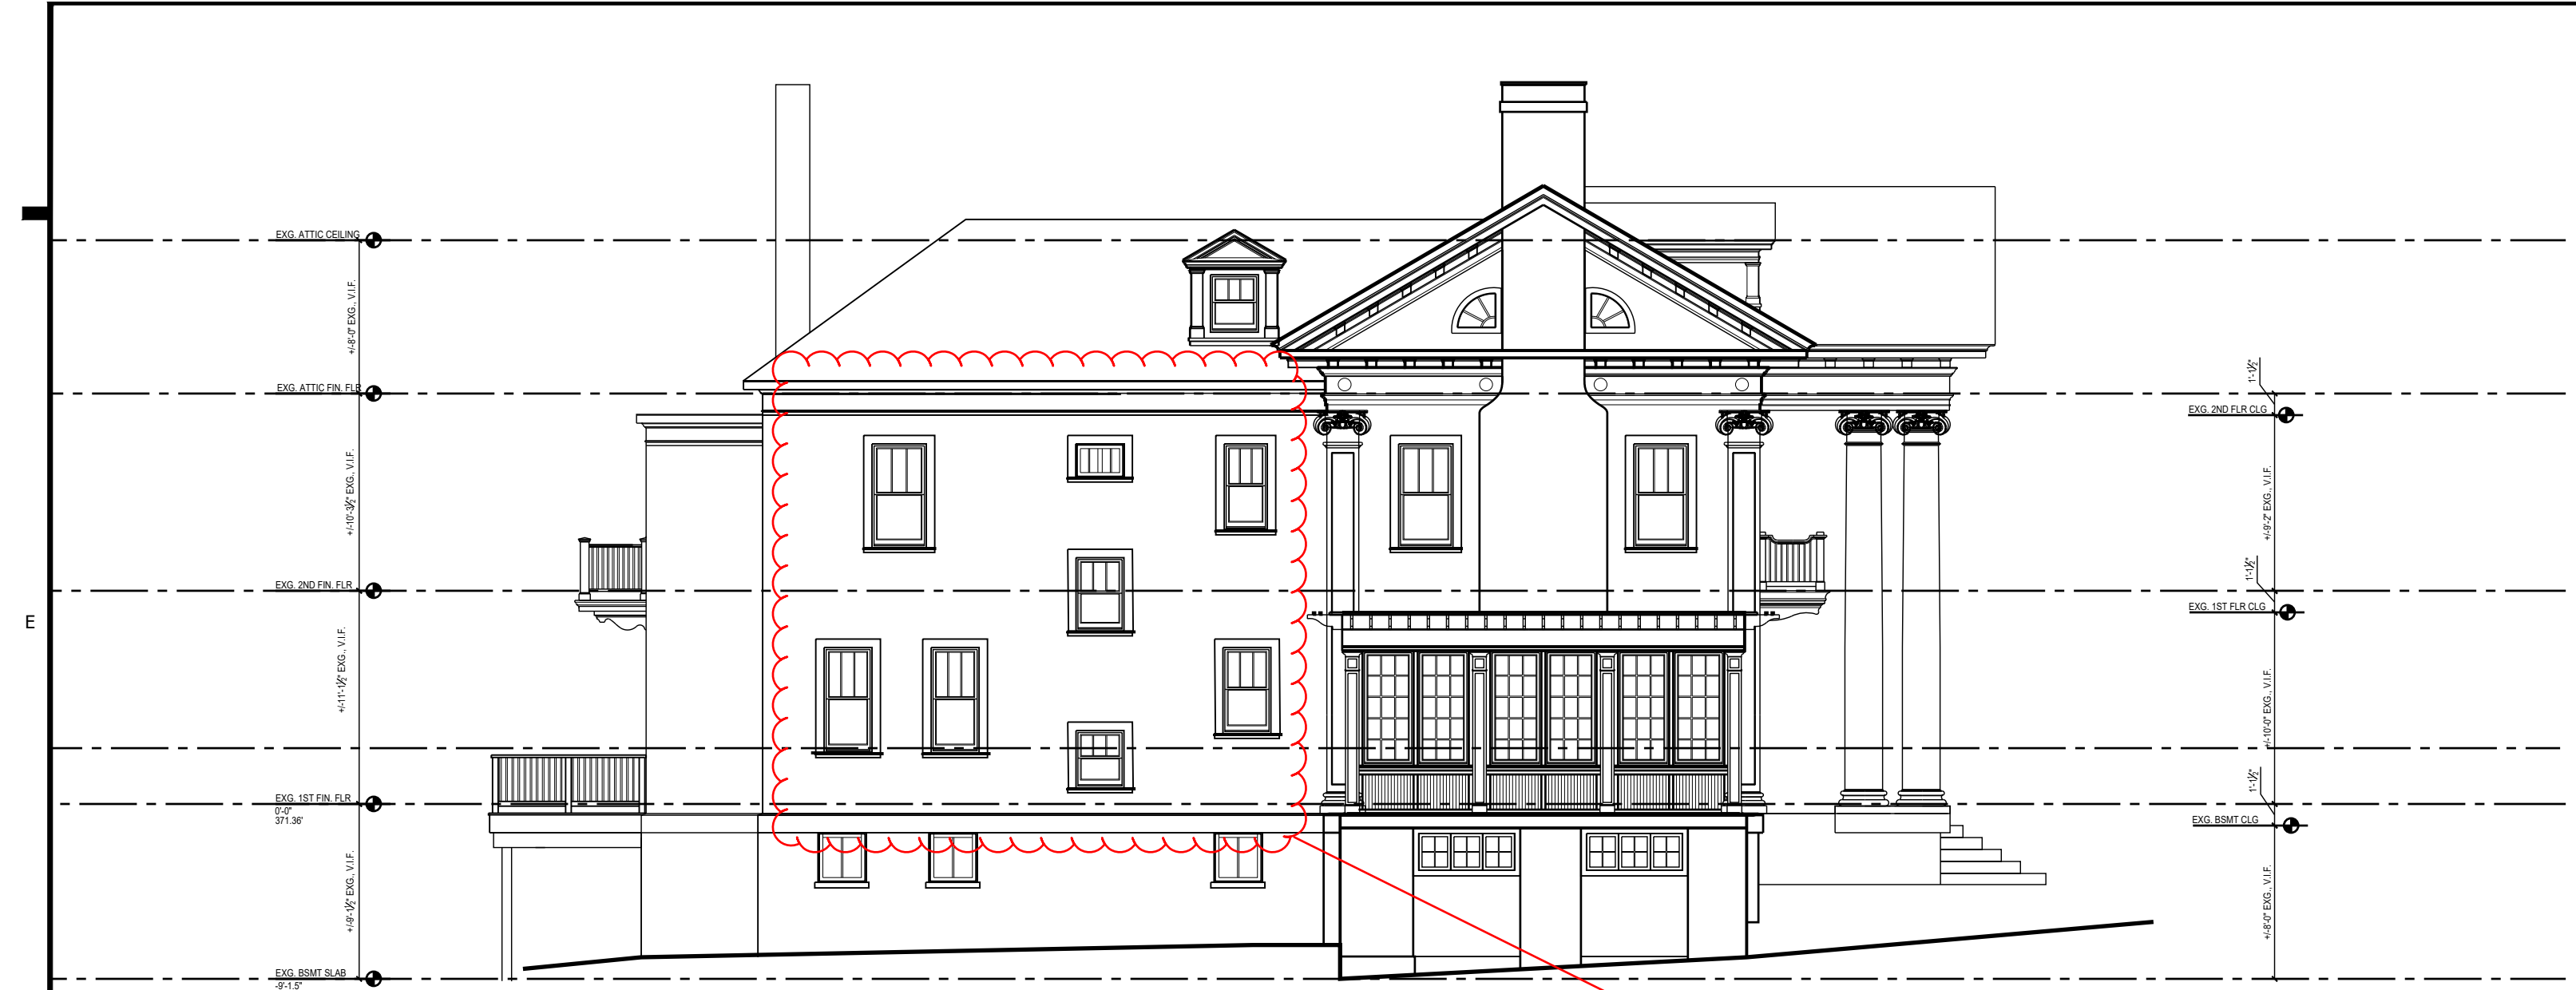 EXG. ATTIC CEILING
+/-8'-0" EXG., V.I.F.
EXG. ATTIC FIN. FLR
+/-10'-3½" EXG., V.I.F.
EXG. 2ND FIN. FLR
+/-11'-1½" EXG., V.I.F.
EXG. 1ST FIN. FLR
0'-0"
371.36'
+/-9'-1½" EXG., V.I.F.
EXG. BSMT SLAB
-9'-1.5"
E
1'-1½"
EXG. 2ND FLR CLG
+/-9'-2" EXG., V.I.F.
1'-1½"
EXG. 1ST FLR CLG
+/-10'-0" EXG., V.I.F.
1'-1½"
EXG. BSMT CLG
+/-8'-0" EXG., V.I.F.